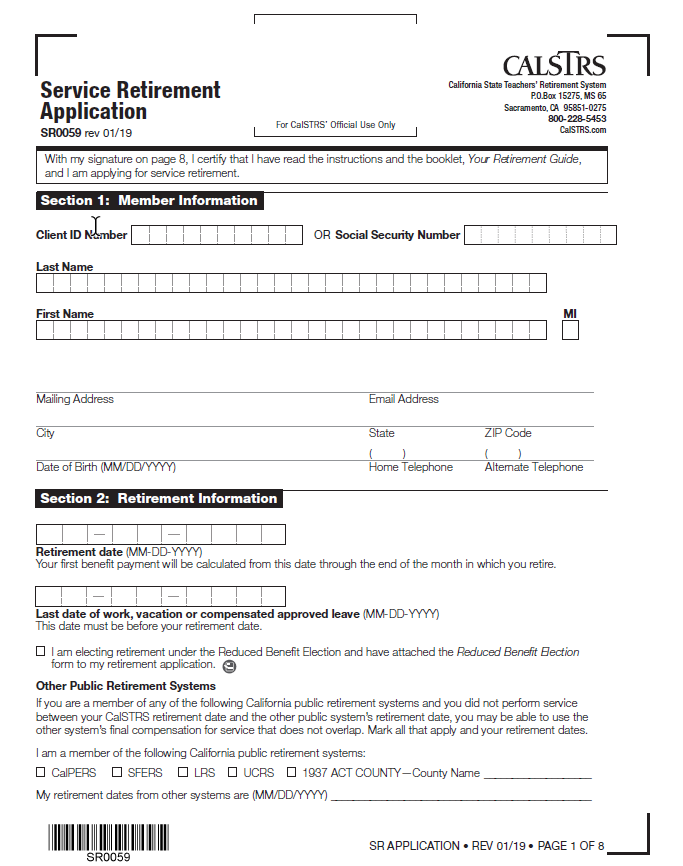 CALSTRS
Service Retirement
Application
SR0059 rev 01/19
For CalSTRS' Official Use Only
California State Teachers' Retirement System
P.O.Box 15275, MS 65
Sacramento, CA 95851-0275
800-228-5453
CalSTRS.com
With my signature on page 8, I certify that I have read the instructions and the booklet, Your Retirement Guide,
and I am applying for service retirement.
Section 1: Member Information
Client ID Number OR Social Security Number
Last Name
First Name MI
Mailing Address Email Address
City State ZIP Code
( ) ( )
Date of Birth (MM/DD/YYYY) Home Telephone Alternate Telephone
Section 2: Retirement Information
— —
Retirement date (MM-DD-YYYY)
Your first benefit payment will be calculated from this date through the end of the month in which you retire.
— —
Last date of work, vacation or compensated approved leave (MM-DD-YYYY)
This date must be before your retirement date.
I am electing retirement under the Reduced Benefit Election and have attached the Reduced Benefit Election
form to my retirement application.
Other Public Retirement Systems
If you are a member of any of the following California public retirement systems and you did not perform service
between your CalSTRS retirement date and the other public system's retirement date, you may be able to use the
other system's final compensation for service that does not overlap. Mark all that apply and your retirement dates.
I am a member of the following California public retirement systems:
CalPERS SFERS LRS UCRS 1937 ACT COUNTY—County Name
My retirement dates from other systems are (MM/DD/YYYY)
SR0059
SR APPLICATION • REV 01/19 • PAGE 1 OF 8